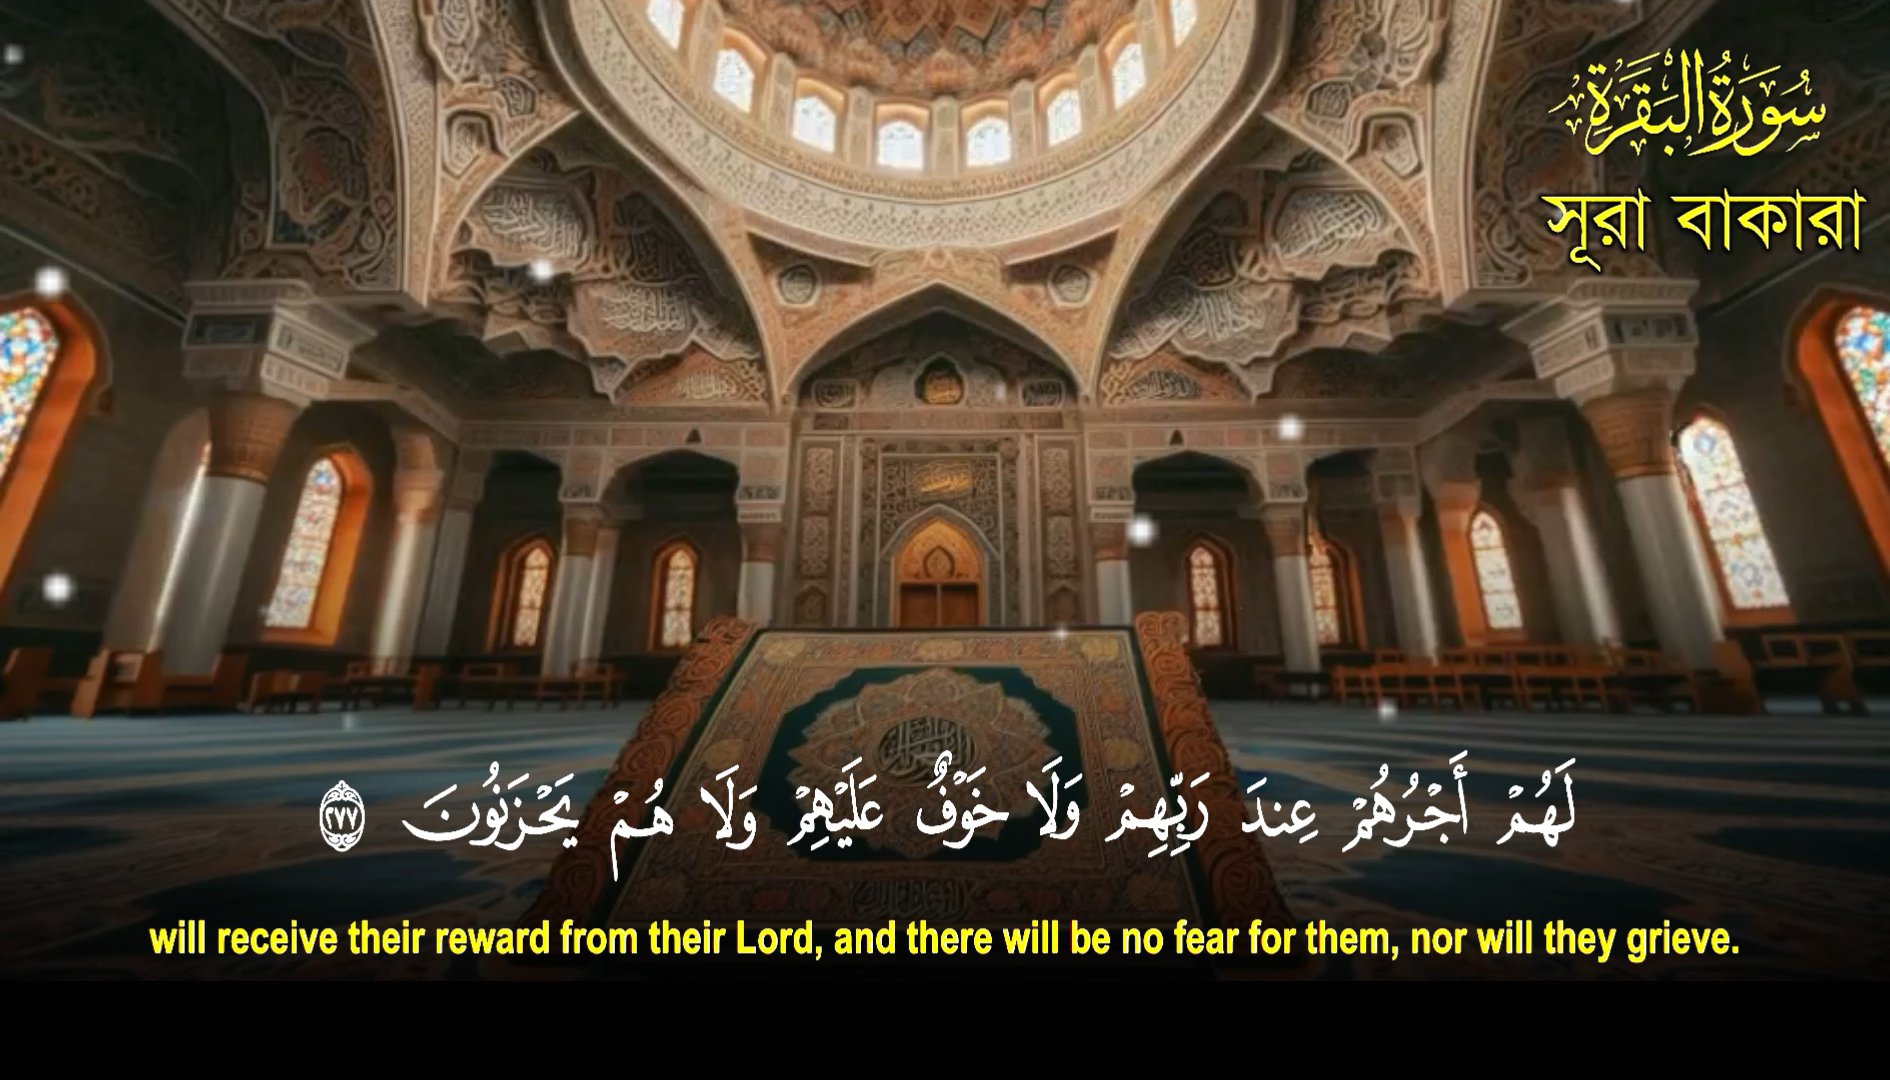 سُورَةُ البَقَرَةِ
সূরা বাকারা
لَهُمْ أَجْرُهُمْ عِندَ رَبِّهِمْ وَلَا خَوْفٌ عَلَيْهِمْ وَلَا هُمْ يَحْزَنُونَ ٢٧٧
will receive their reward from their Lord, and there will be no fear for them, nor will they grieve.